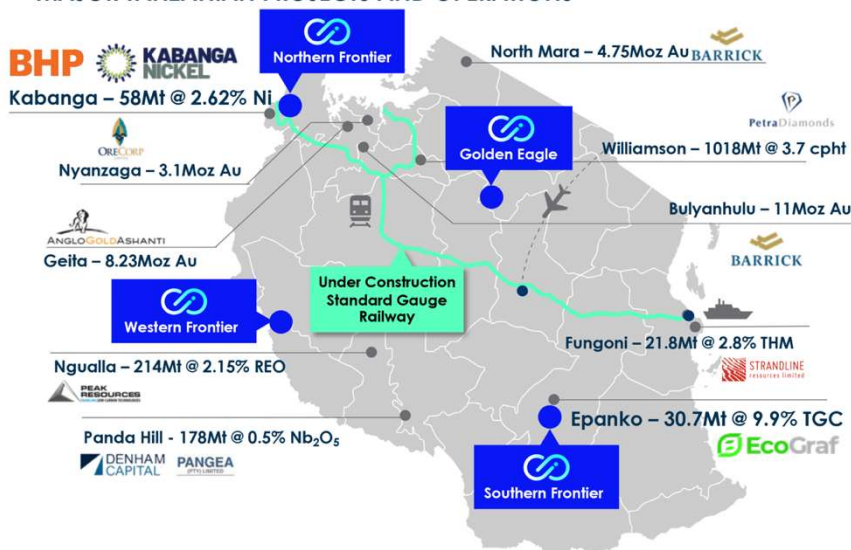 BHP
KABANGA
NICKEL
Northern Frontier
North Mara – 4.75Moz Au
BARRICK
Kabanga – 58Mt @ 2.62% Ni
PetraDiamonds
ORECORP
Golden Eagle
Williamson – 1018Mt @ 3.7 cpht
Nyanzaga – 3.1Moz Au
Bulyanhulu – 11Moz Au
ANGLOGOLDASHANTI
BARRICK
Geita – 8.23Moz Au
Under Construction
Standard Gauge
Railway
Western Frontier
Fungoni – 21.8Mt @ 2.8% THM
Ngualla – 214Mt @ 2.15% REO
STRANDLINE
resources limited
PEAK
RESOURCES
Epanko – 30.7Mt @ 9.9% TGC
Panda Hill - 178Mt @ 0.5% Nb₂O₅
EcoGraf
DENHAM
CAPITAL
PANGEA
(PTY) LIMITED
Southern Frontier